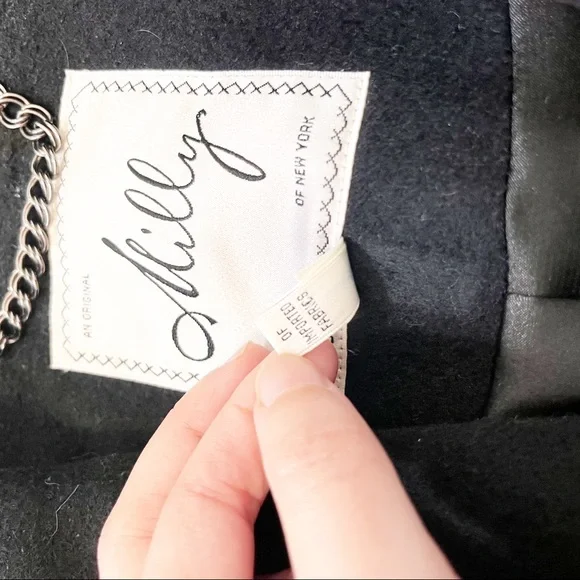 AN ORIGINAL
Milly
OF NEW YORK
OF
IMPORTED
FABRICS